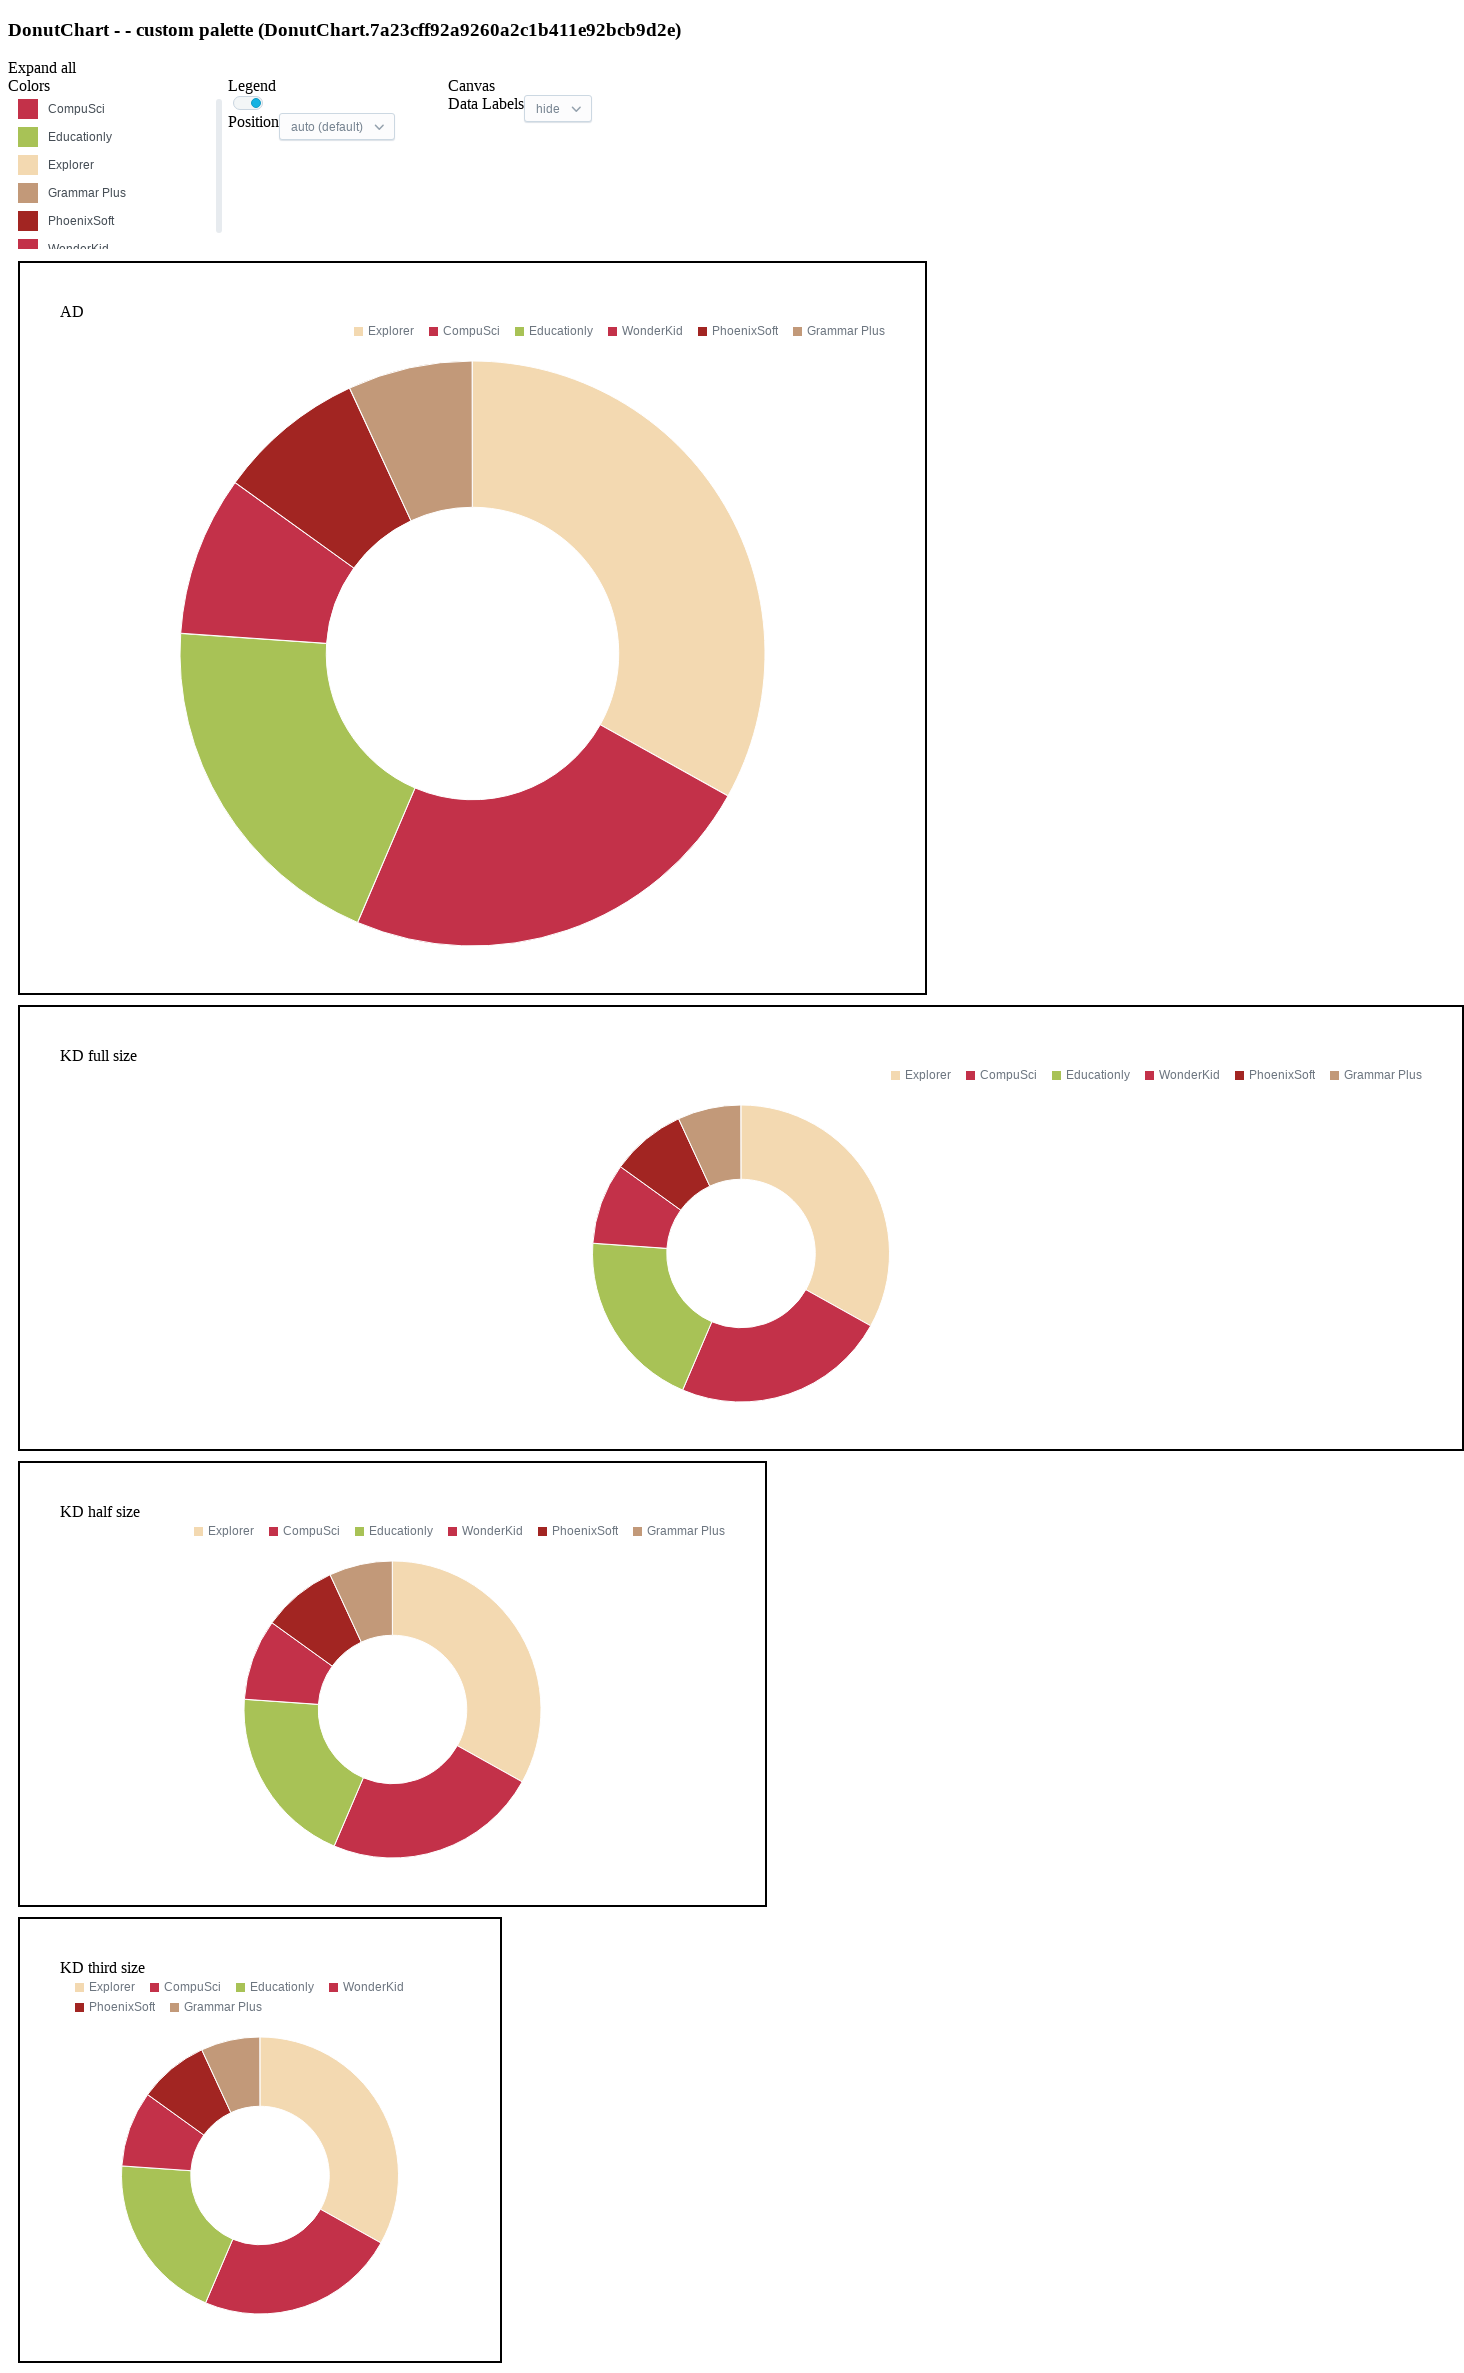 DonutChart - - custom palette (DonutChart.7a23cff92a9260a2c1b411e92bcb9d2e)
Expand all
Colors
CompuSci
Educationly
Explorer
Grammar Plus
PhoenixSoft
WonderKid
Legend
Position auto (default)
Canvas
Data Labels hide
AD
Explorer CompuSci Educationly WonderKid PhoenixSoft Grammar Plus
KD full size
Explorer CompuSci Educationly WonderKid PhoenixSoft Grammar Plus
KD half size
Explorer CompuSci Educationly WonderKid PhoenixSoft Grammar Plus
KD third size
Explorer CompuSci Educationly WonderKid
PhoenixSoft Grammar Plus